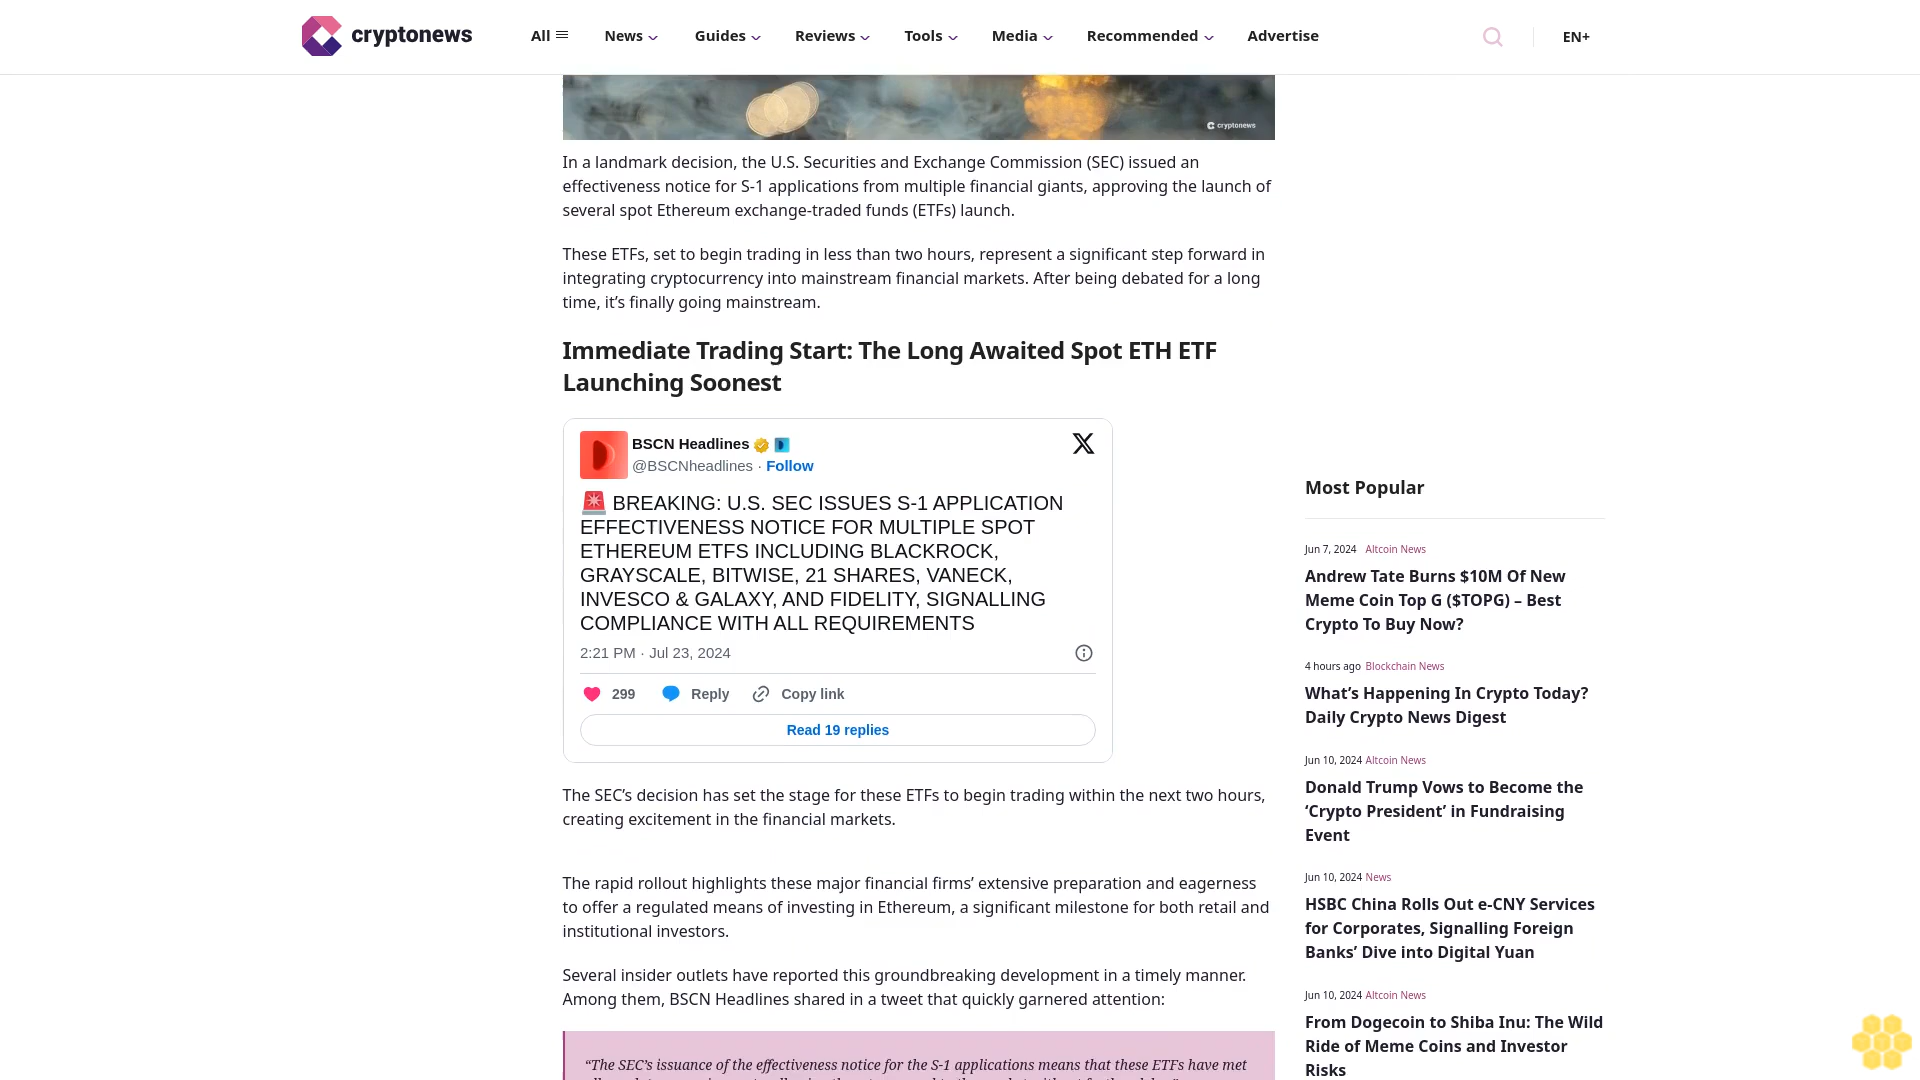 cryptonews
All
News
Guides
Reviews
Tools
Media
Recommended
Advertise
EN+
cryptonews
In a landmark decision, the U.S. Securities and Exchange Commission (SEC) issued an
effectiveness notice for S-1 applications from multiple financial giants, approving the launch of
several spot Ethereum exchange-traded funds (ETFs) launch.
These ETFs, set to begin trading in less than two hours, represent a significant step forward in
integrating cryptocurrency into mainstream financial markets. After being debated for a long
time, it’s finally going mainstream.
Immediate Trading Start: The Long Awaited Spot ETH ETF
Launching Soonest
BSCN Headlines
@BSCNheadlines · Follow
🚨 BREAKING: U.S. SEC ISSUES S-1 APPLICATION
EFFECTIVENESS NOTICE FOR MULTIPLE SPOT
ETHEREUM ETFS INCLUDING BLACKROCK,
GRAYSCALE, BITWISE, 21 SHARES, VANECK,
INVESCO & GALAXY, AND FIDELITY, SIGNALLING
COMPLIANCE WITH ALL REQUIREMENTS
2:21 PM · Jul 23, 2024
299 Reply Copy link
Read 19 replies
The SEC’s decision has set the stage for these ETFs to begin trading within the next two hours,
creating excitement in the financial markets.
The rapid rollout highlights these major financial firms’ extensive preparation and eagerness
to offer a regulated means of investing in Ethereum, a significant milestone for both retail and
institutional investors.
Several insider outlets have reported this groundbreaking development in a timely manner.
Among them, BSCN Headlines shared in a tweet that quickly garnered attention:
“The SEC’s issuance of the effectiveness notice for the S-1 applications means that these ETFs have met
Most Popular
Jun 7, 2024 Altcoin News
Andrew Tate Burns $10M Of New
Meme Coin Top G ($TOPG) – Best
Crypto To Buy Now?
4 hours ago Blockchain News
What’s Happening In Crypto Today?
Daily Crypto News Digest
Jun 10, 2024 Altcoin News
Donald Trump Vows to Become the
‘Crypto President’ in Fundraising
Event
Jun 10, 2024 News
HSBC China Rolls Out e-CNY Services
for Corporates, Signalling Foreign
Banks’ Dive into Digital Yuan
Jun 10, 2024 Altcoin News
From Dogecoin to Shiba Inu: The Wild
Ride of Meme Coins and Investor
Risks